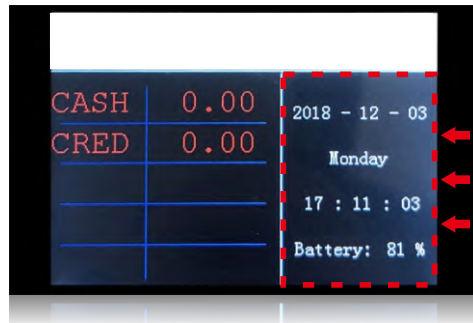 CASH 0.00
CRED 0.00
2018 - 12 - 03
Monday
17 : 11 : 03
Battery: 81 %